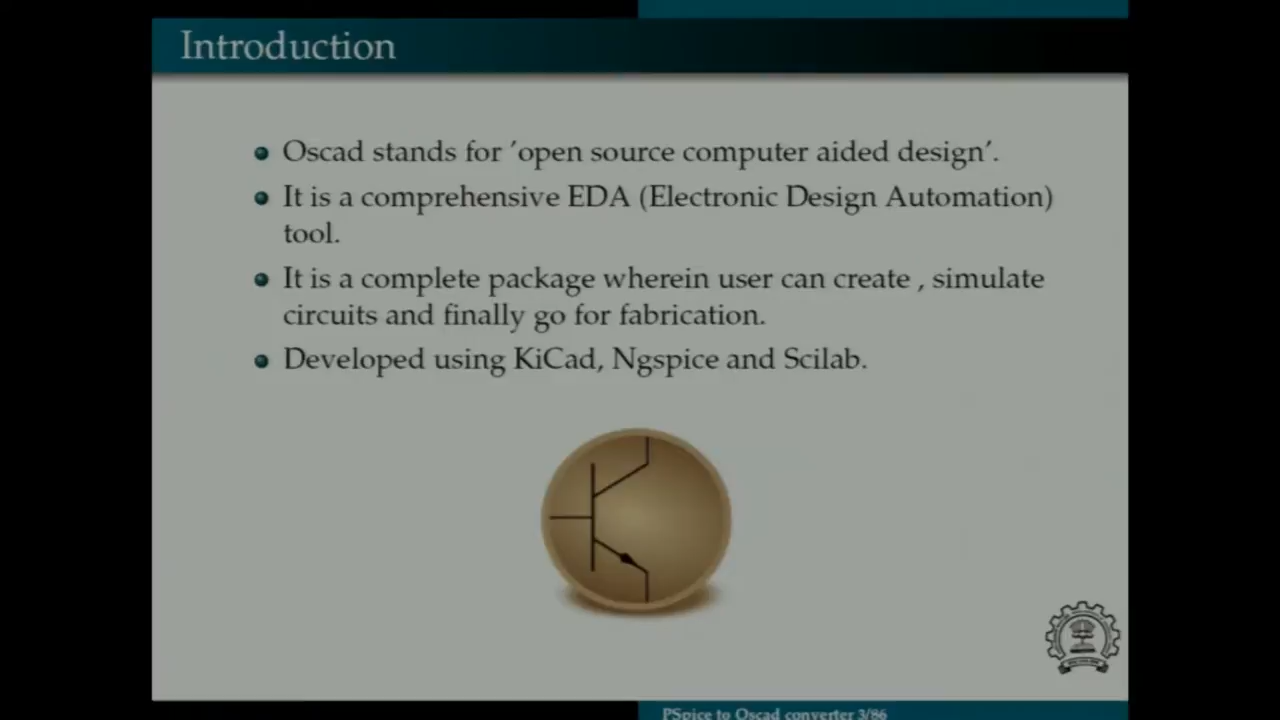 Introduction
Oscad stands for 'open source computer aided design'.
It is a comprehensive EDA (Electronic Design Automation)
tool.
It is a complete package wherein user can create , simulate
circuits and finally go for fabrication.
Developed using KiCad, Ngspice and Scilab.
PSpice to Oscad converter 3/86